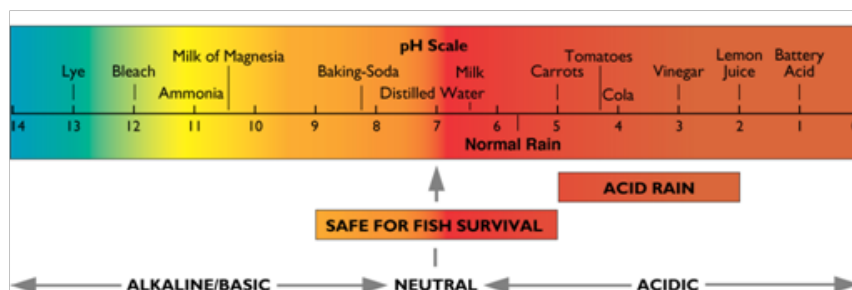 pH Scale
Milk of Magnesia
Tomatoes
Lemon
Battery
Lye
Bleach
Baking-Soda
Milk
Carrots
Vinegar
Juice
Acid
Ammonia
Distilled Water
Cola
14 13 12 11 10 9 8 7 6 5 4 3 2 1
Normal Rain
ACID RAIN
SAFE FOR FISH SURVIVAL
ALKALINE/BASIC NEUTRAL ACIDIC